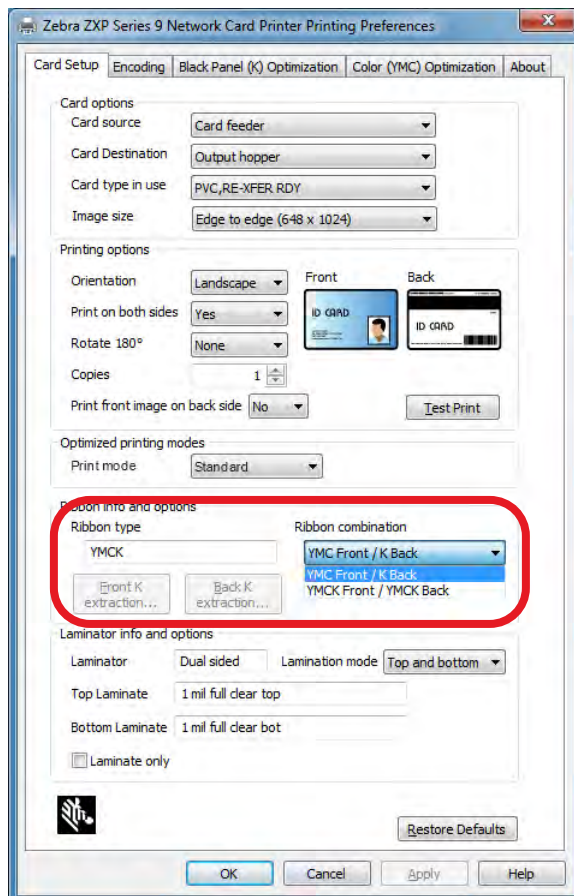 Zebra ZXP Series 9 Network Card Printer Printing Preferences
Card Setup Encoding Black Panel (K) Optimization Color (YMC) Optimization About
Card options
Card source Card feeder
Card Destination Output hopper
Card type in use PVC,RE-XFER RDY
Image size Edge to edge (648 x 1024)
Printing options
Orientation Landscape Front Back
Print on both sides Yes
ID CARD ID CARD
Rotate 180° None
Copies 1
Print front image on back side No Test Print
Optimized printing modes
Print mode Standard
Ribbon info and options
Ribbon type Ribbon combination
YMCK YMC Front / K Back
YMC Front / K Back
Front K extraction... Back K extraction... YMCK Front / YMCK Back
Laminator info and options
Laminator Dual sided Lamination mode Top and bottom
Top Laminate 1 mil full clear top
Bottom Laminate 1 mil full clear bot
Laminate only
Restore Defaults
OK Cancel Apply Help